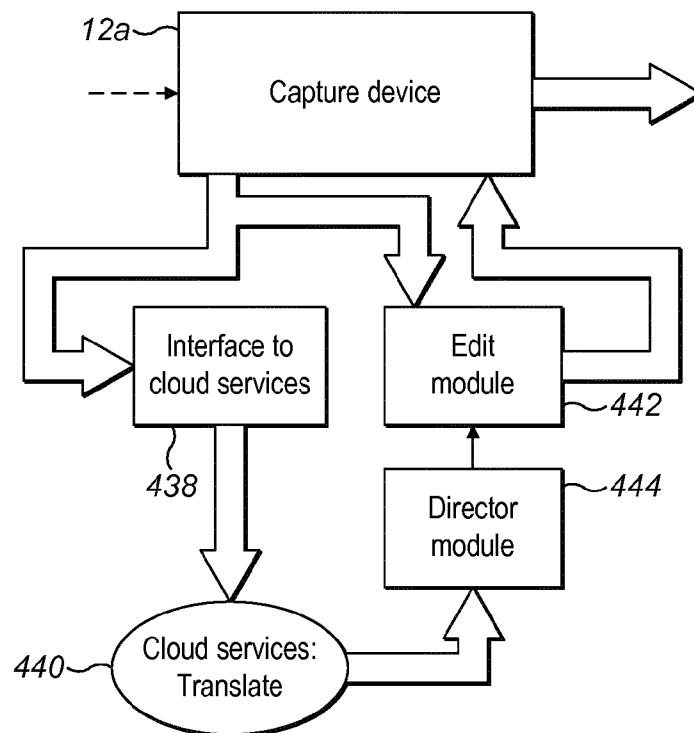 12a
Capture device
Interface to
cloud services
438
Edit
module
442
Director
module
444
Cloud services:
Translate
440